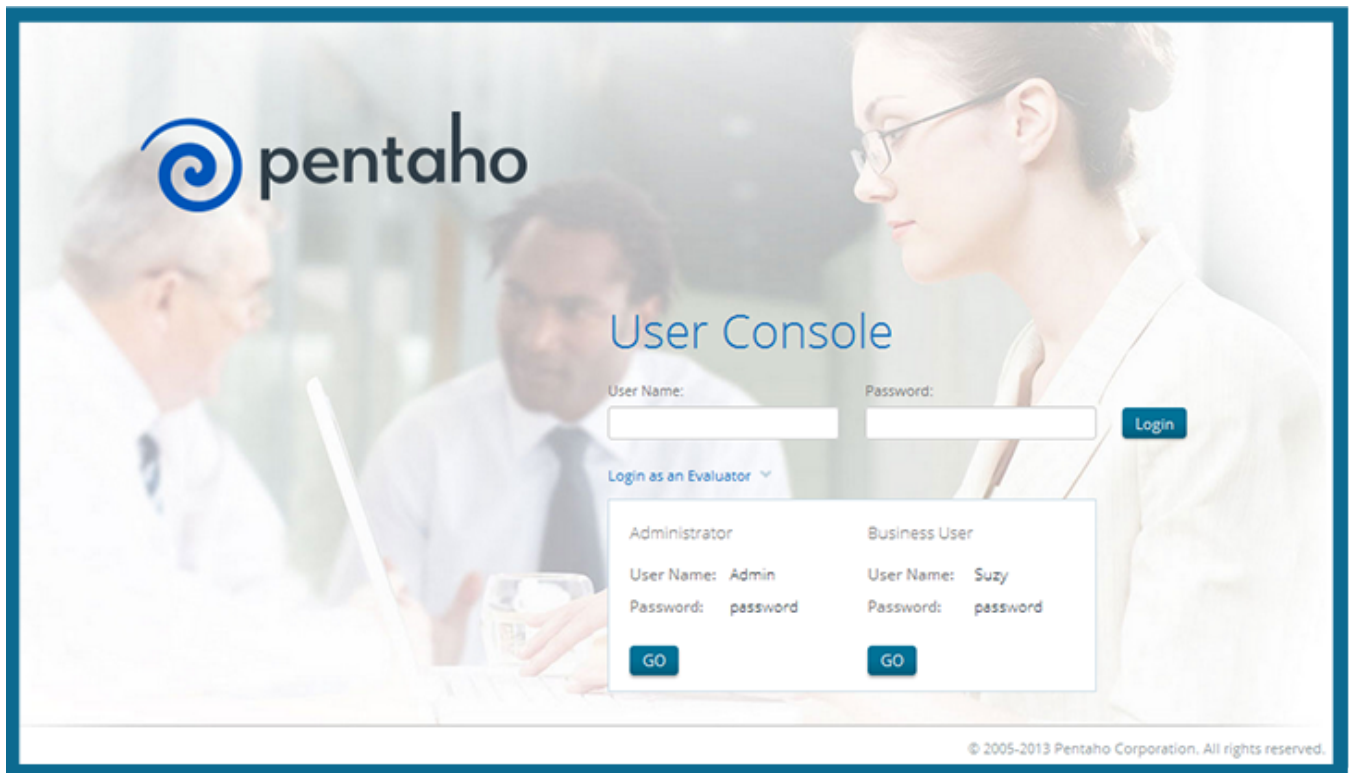 pentaho
User Console
User Name: Password:
Login
Login as an Evaluator
Administrator Business User
User Name: Admin User Name: Suzy
Password: password Password: password
GO GO
© 2005-2013 Pentaho Corporation. All rights reserved.